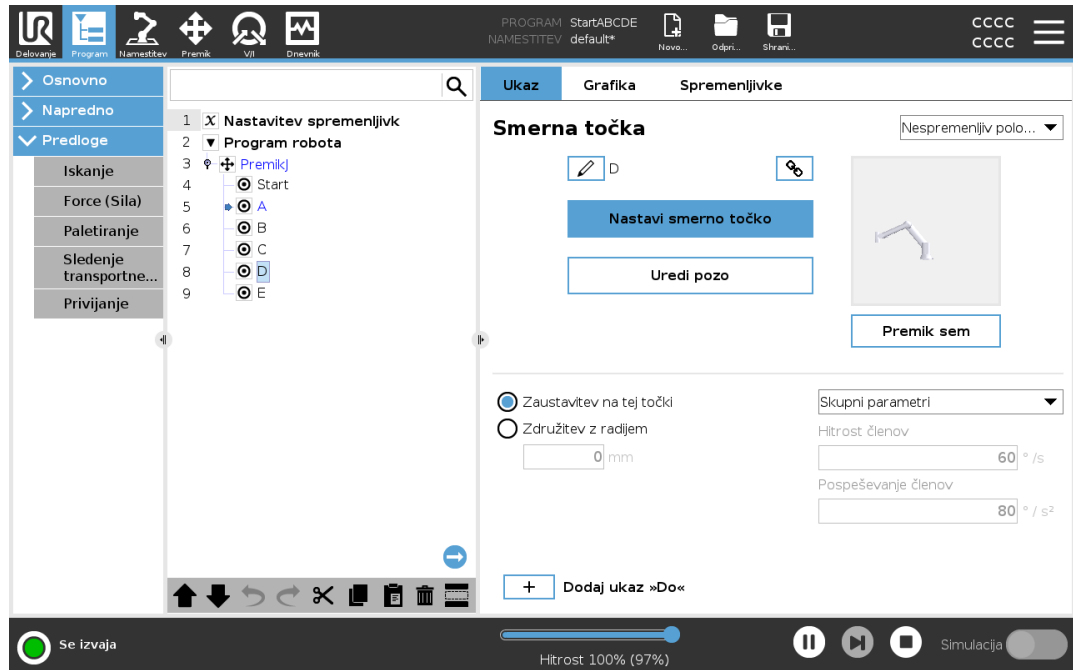 UR
Delovanje
Program
Namestitev
Premik
V/I
Dnevnik
PROGRAM StartABCDE
NAMESTITEV default*
Novo...
Odpri...
Shrani...
CCCC
CCCC
Osnovno
Napredno
Predloge
Iskanje
Force (Sila)
Paletiranje
Sledenje
transportne...
Privijanje
1 X Nastavitev spremenljivk
2 Program robota
3 PremikJ
4 Start
5 A
6 B
7 C
8 D
9 E
Ukaz Grafika Spremenljivke
Smerna točka
Nespremenljiv polo...
D
Nastavi smerno točko
Uredi pozo
Premik sem
Zaustavitev na tej točki
Združitev z radijem
0 mm
Skupni parametri
Hitrost členov
60 ° /s
Pospeševanje členov
80 ° / s²
+ Dodaj ukaz »Do«
Se izvaja
Hitrost 100% (97%)
Simulacija